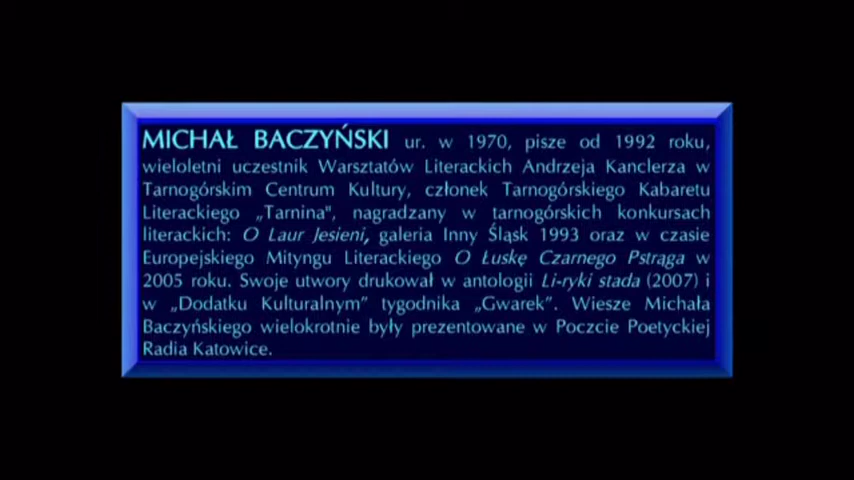 MICHAŁ BACZYŃSKI ur. w 1970, pisze od 1992 roku,
wieloletni uczestnik Warsztatów Literackich Andrzeja Kanclerza w
Tarnogórskim Centrum Kultury, członek Tarnogórskiego Kabaretu
Literackiego „Tarnina", nagradzany w tarnogórskich konkursach
literackich: O Laur Jesieni, galeria Inny Śląsk 1993 oraz w czasie
Europejskiego Mityngu Literackiego O Łuskę Czarnego Pstrąga w
2005 roku. Swoje utwory drukował w antologii Li-ryki stada (2007) i
w „Dodatku Kulturalnym” tygodnika „Gwarek”. Wiesze Michała
Baczyńskiego wielokrotnie były prezentowane w Poczcie Poetyckiej
Radia Katowice.